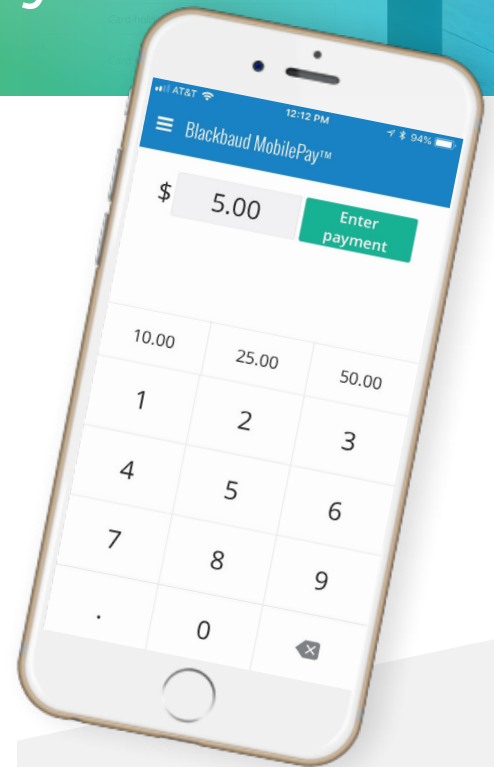 AT&T 12:12 PM 94%
Blackbaud MobilePay™
$ 5.00 Enter
payment
10.00 25.00 50.00
1 2 3
4 5 6
7 8 9
. 0